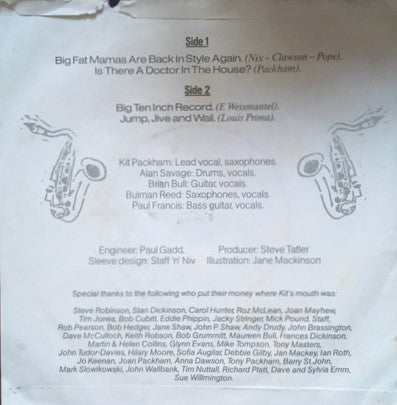 Side 1
Big Fat Mamas Are Back In Style Again. (Nix - Clawson - Pope).
Is There A Doctor In The House? (Packham).
Side 2
Big Ten Inch Record. (F. Weismantel).
Jump, Jive and Wail. (Louis Prima).
Kit Packham: Lead vocal, saxophones.
Alan Savage: Drums, vocals.
Brian Bull: Guitar, vocals.
Bulman Reed: Saxophones, vocals.
Paul Francis: Bass guitar, vocals.
Engineer: Paul Gadd. Producer: Steve Tatler
Sleeve design: Staff 'n' Niv Illustration: Jane Mackinson
Special thanks to the following who put their money where Kit's mouth was:
Steve Robinson, Stan Dickinson, Carol Hunter, Roz McLean, Joan Mayhew,
Tim Jones, Bob Cubitt, Eddie Phippin, Jacky Stringer, Mick Pound, Staff,
Rob Pearson, Bob Hedger, Jane Shaw, John P. Shaw, Andy Drudy, John Brassington,
Dave McCulloch, Keith Robson, Bob Grummitt, Maureen Bull, Frances Dickinson,
Martin & Helen Collins, Glynn Evans, Mike Tompson, Tony Masters,
John Tudor-Davies, Hilary Moore, Sofia Augilar, Debbie Gilby, Jan Mackey, Ian Roth,
Jo Keenan, Joan Packham, Anna Dawson, Tony Packham, Barry St.John,
Mark Slowikowski, John Wallbank, Tim Nuttall, Richard Platt, Dave and Sylvia Emm,
Sue Willmington.